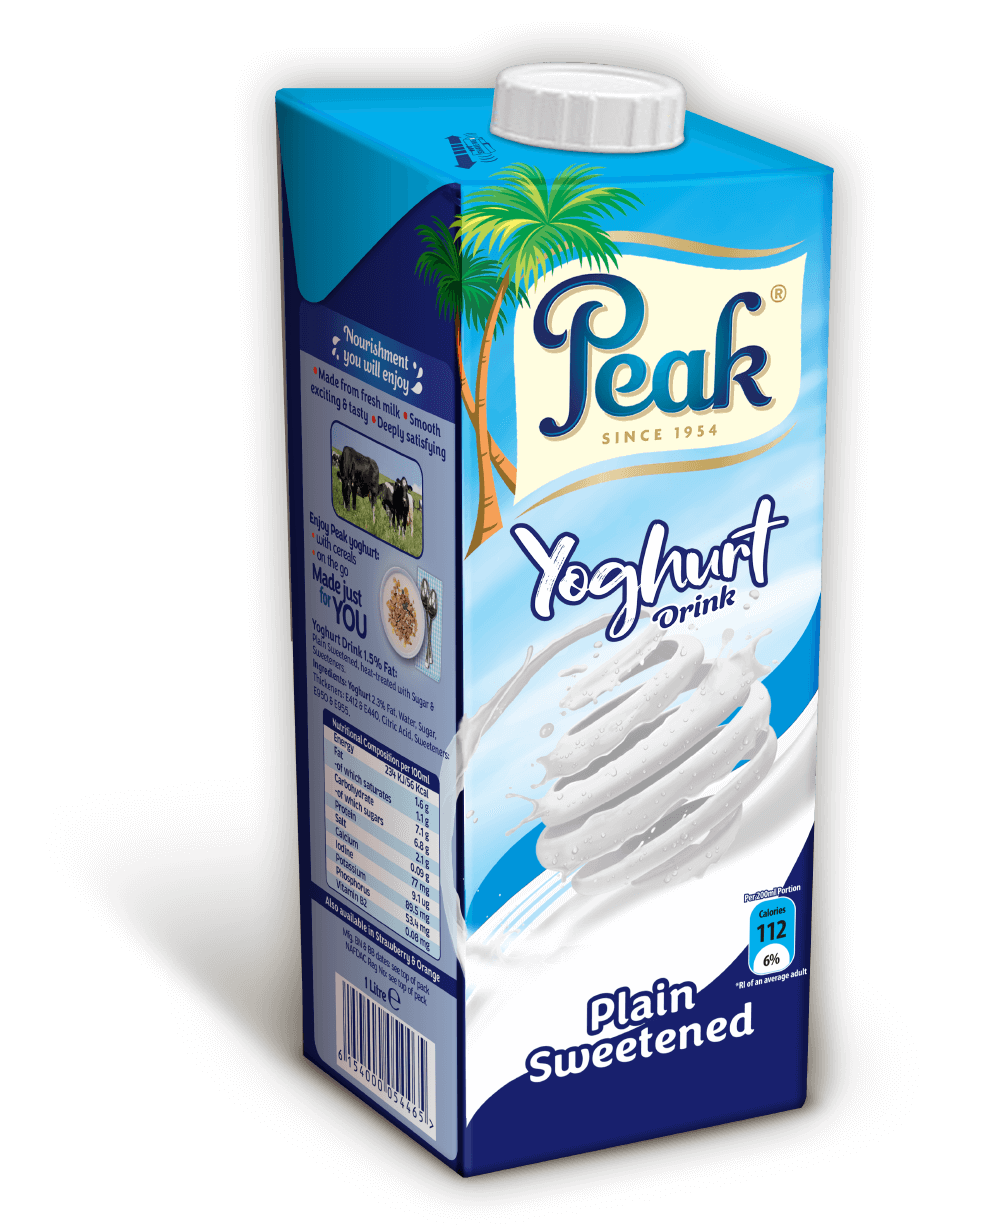 Peak®
SINCE 1954
Yoghurt
Drink
Per 200ml Portion
Calories
112
6%
*RI of an average adult
Plain
Sweetened
Nourishment
you will enjoy
•Made from fresh milk •Smooth
exciting & tasty •Deeply satisfying
Enjoy Peak yoghurt:
• with cereals
• on the go
Made just
for YOU
Yoghurt Drink 1.5% Fat:
Plain Sweetened, heat-treated with Sugar &
Sweeteners.
Ingredients: Yoghurt 2.3% Fat, Water, Sugar,
Thickeners: E412 & E440, Citric Acid, Sweeteners:
E950 & E955.
Nutritional Composition per 100ml
Energy 234 KJ/56 Kcal
Fat 1.6 g
-of which saturates 1.1 g
Carbohydrate 7.1 g
-of which sugars 6.8 g
Protein 2.1 g
Salt 0.09 g
Calcium 77 mg
Iodine 9.1 ug
Potassium 89.5 mg
Phosphorus 53.4 mg
Vitamin B2 0.08 mg
Also available in Strawberry & Orange
Mfg, BN & BB dates: see top of pack
NAFDAC Reg No: see top of pack
1 Litre ℮
6 154000 054465 >